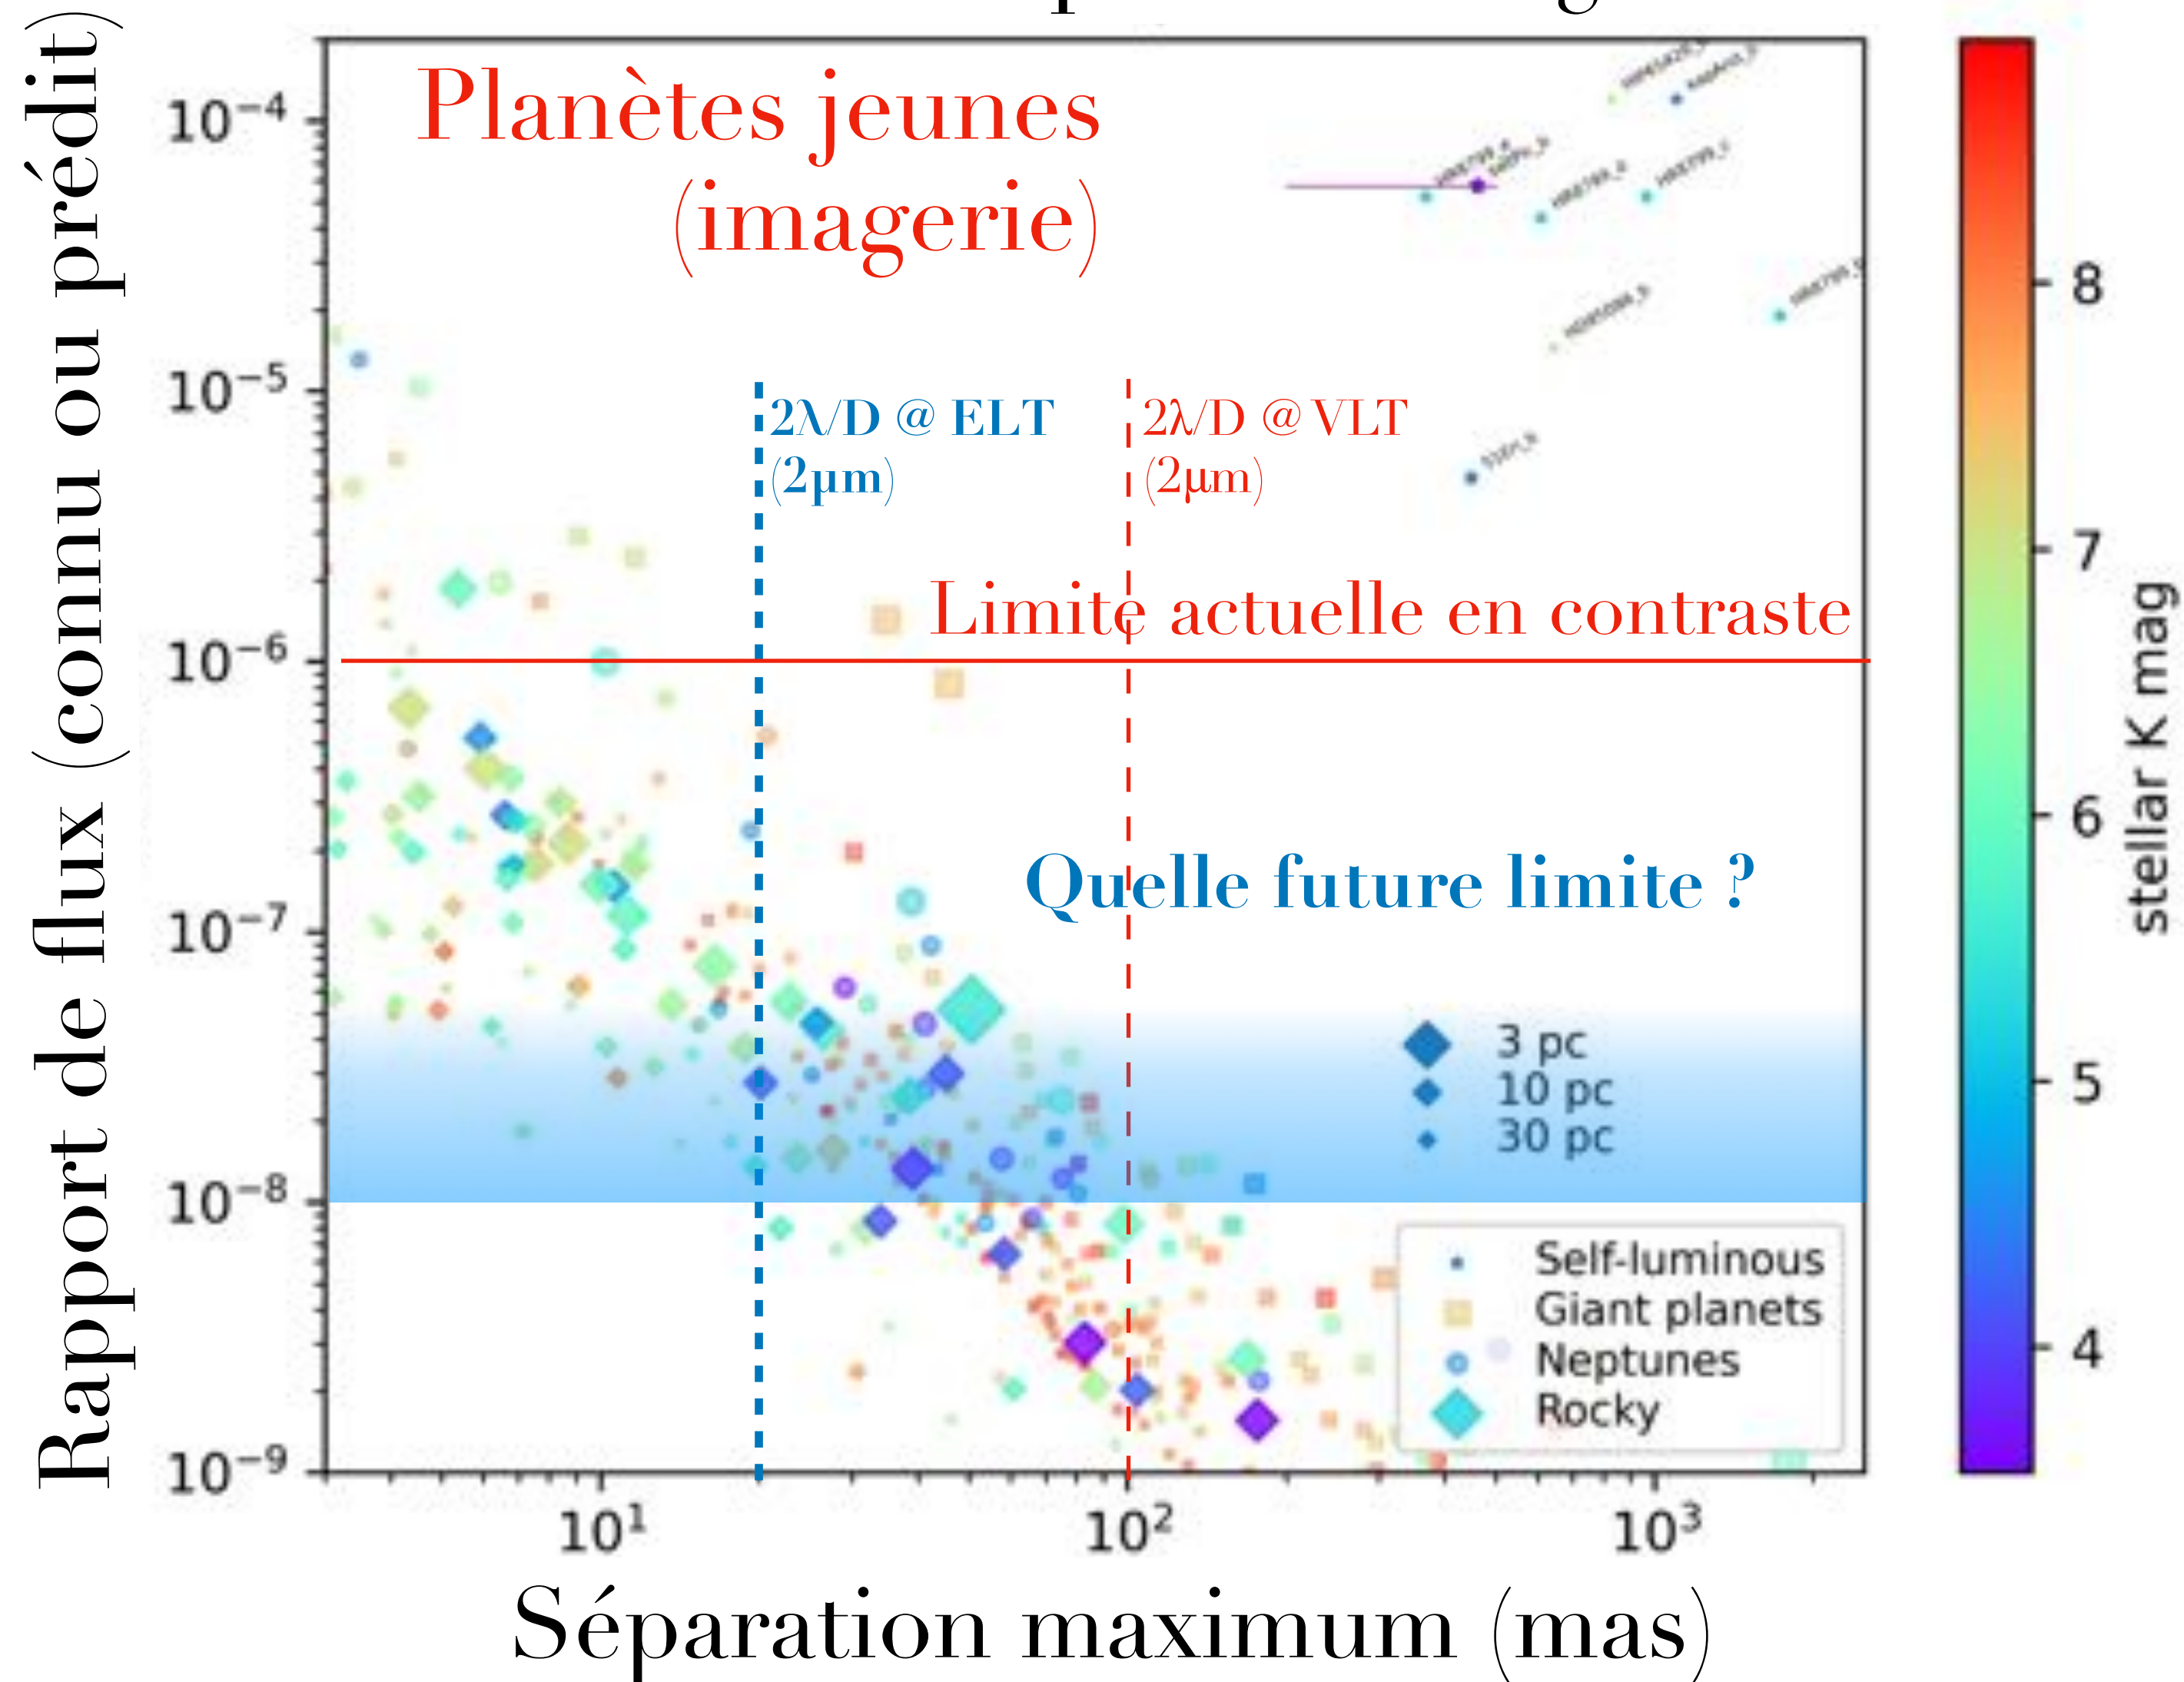 Rapport de flux (connu ou prédit)
10⁻⁴
10⁻⁵
10⁻⁶
10⁻⁷
10⁻⁸
10⁻⁹
Planètes jeunes
(imagerie)
HR8799_c
HR8799_b
2λ/D @ ELT
(2µm)
2λ/D @ VLT
(2µm)
Limite actuelle en contraste
Quelle future limite ?
3 pc
10 pc
30 pc
Self-luminous
Giant planets
Neptunes
Rocky
10¹
10²
10³
Séparation maximum (mas)
8
7
6
5
4
stellar K mag